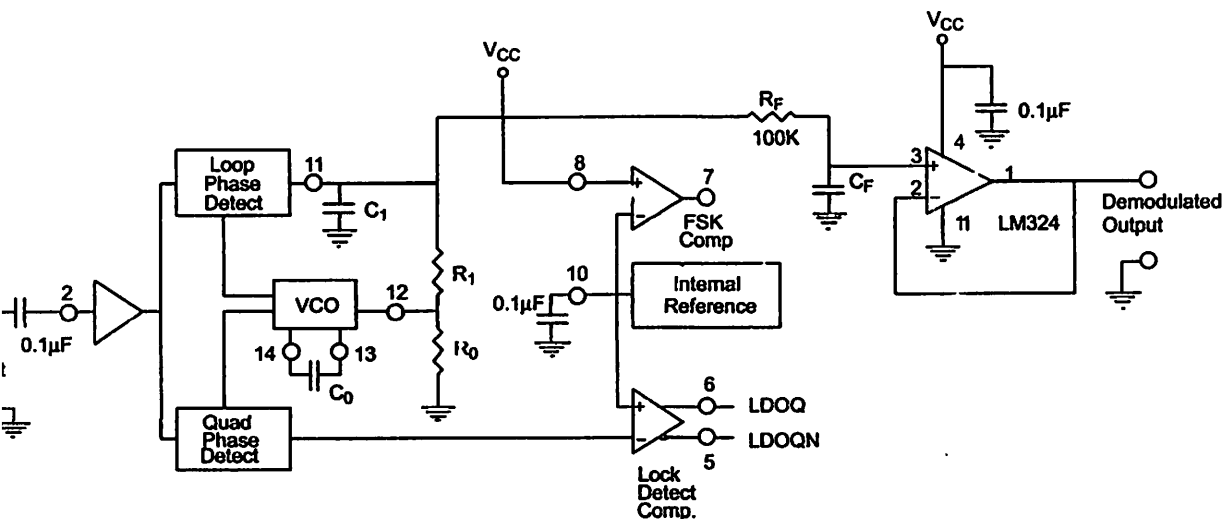 VCC
VCC
RF
100K
0.1µF
4
3
2
1
11
LM324
Demodulated
Output
CF
8
7
FSK
Comp
Loop
Phase
Detect
11
C1
R1
10
0.1µF
Internal
Reference
2
0.1µF
VCO
12
14
13
C0
R0
t
6
LDOQ
LDOQN
5
Quad
Phase
Detect
Lock
Detect
Comp.